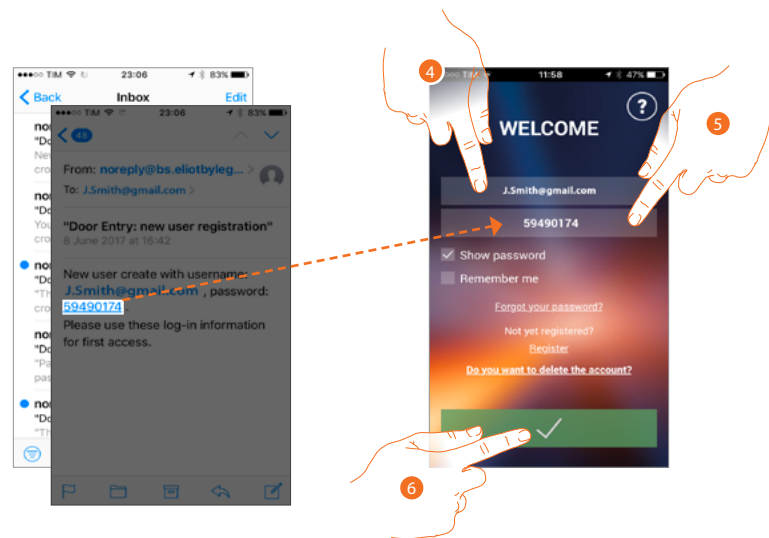 ●●●○○ TIM 23:06 83%
Back Inbox Edit
●●●○○ TIM 23:06 83%
48
From: noreply@bs.eliotbyleg...
To: J.Smith@gmail.com
"Door Entry: new user registration"
8 June 2017 at 16:42
New user create with username:
J.Smith@gmail.com , password:
59490174 .
Please use these log-in information
for first access.
4
TIM 11:58 47%
?
WELCOME
5
J.Smith@gmail.com
59490174
Show password
Remember me
Forgot your password?
Not yet registered?
Register
Do you want to delete the account?
6